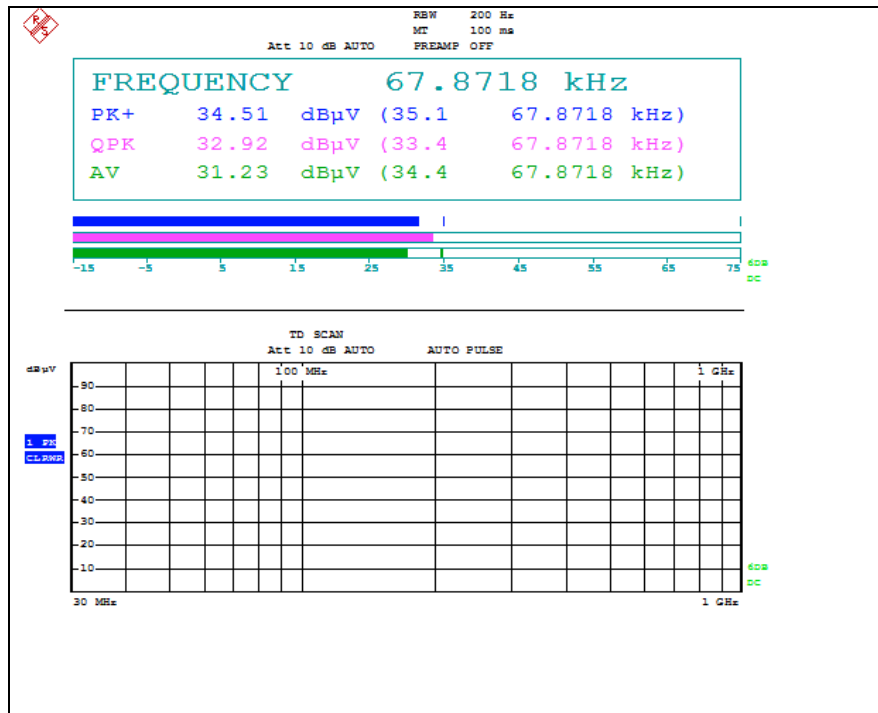 RBW 200 Hz
MT 100 ms
Att 10 dB AUTO PREAMP OFF
R S
FREQUENCY 67.8718 kHz
PK+ 34.51 dBµV (35.1 67.8718 kHz)
QPK 32.92 dBµV (33.4 67.8718 kHz)
AV 31.23 dBµV (34.4 67.8718 kHz)
-15 -5 5 15 25 35 45 55 65 75
6DB
DC
TD SCAN
Att 10 dB AUTO AUTO PULSE
dBµV
100 MHz 1 GHz
90
80
70
1 PK
CLRWR
60
50
40
30
20
10
6DB
DC
30 MHz 1 GHz